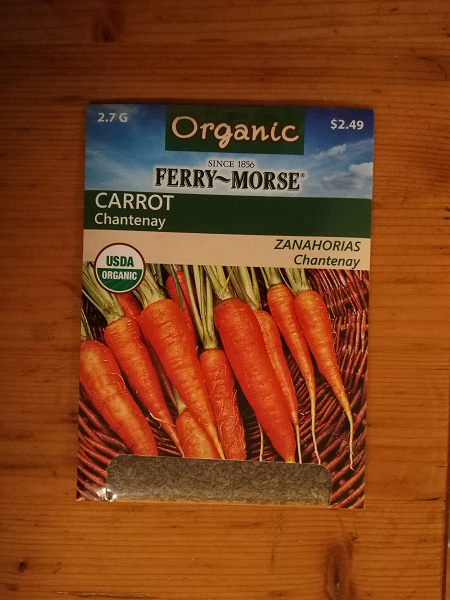 2.7 G
Organic
$2.49
SINCE 1856
FERRY~MORSE®
CARROT
Chantenay
ZANAHORIAS
Chantenay
USDA
ORGANIC